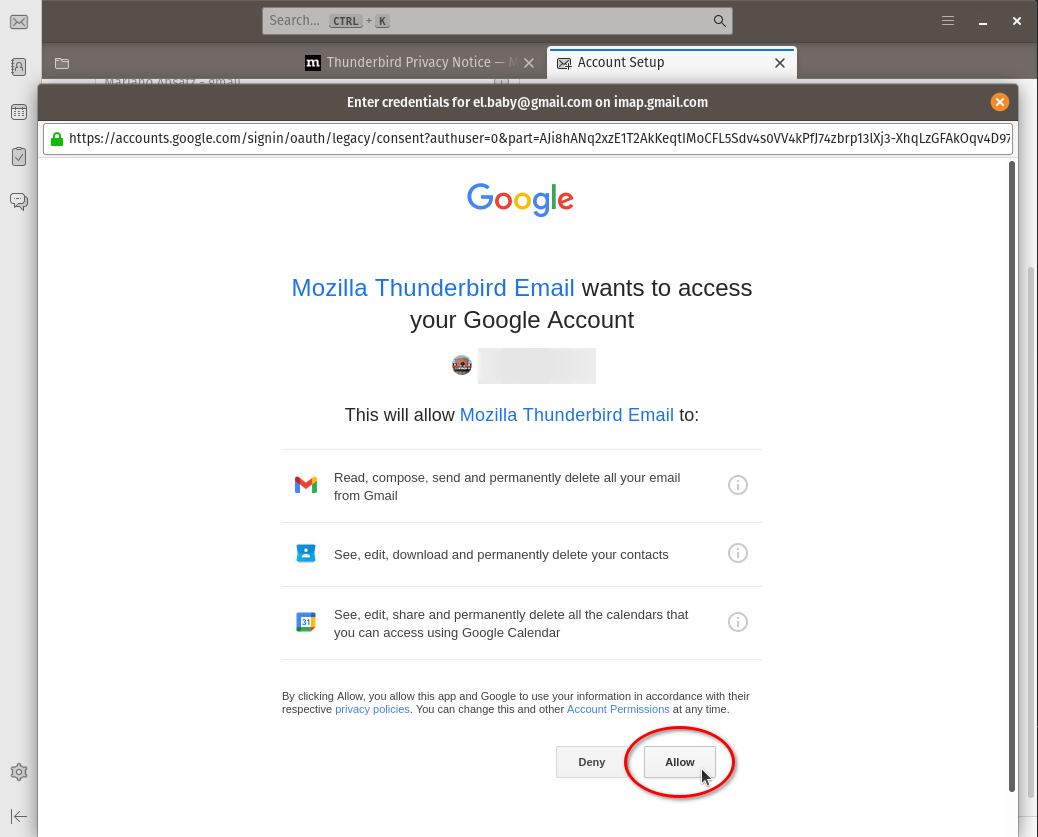 Search... CTRL + K
Thunderbird Privacy Notice — M
Account Setup
Mariano Absatz - gmail
Enter credentials for el.baby@gmail.com on imap.gmail.com
https://accounts.google.com/signin/oauth/legacy/consent?authuser=0&part=AJi8hANq2xzE1T2AkKeqtIMoCFL5Sdv4s0VV4kPfJ74zbrp13lXj3-XhqLzGFAkOqv4D97
Google
Mozilla Thunderbird Email wants to access
your Google Account
This will allow Mozilla Thunderbird Email to:
Read, compose, send and permanently delete all your email
from Gmail
See, edit, download and permanently delete your contacts
31
See, edit, share and permanently delete all the calendars that
you can access using Google Calendar
By clicking Allow, you allow this app and Google to use your information in accordance with their
respective privacy policies. You can change this and other Account Permissions at any time.
Deny
Allow